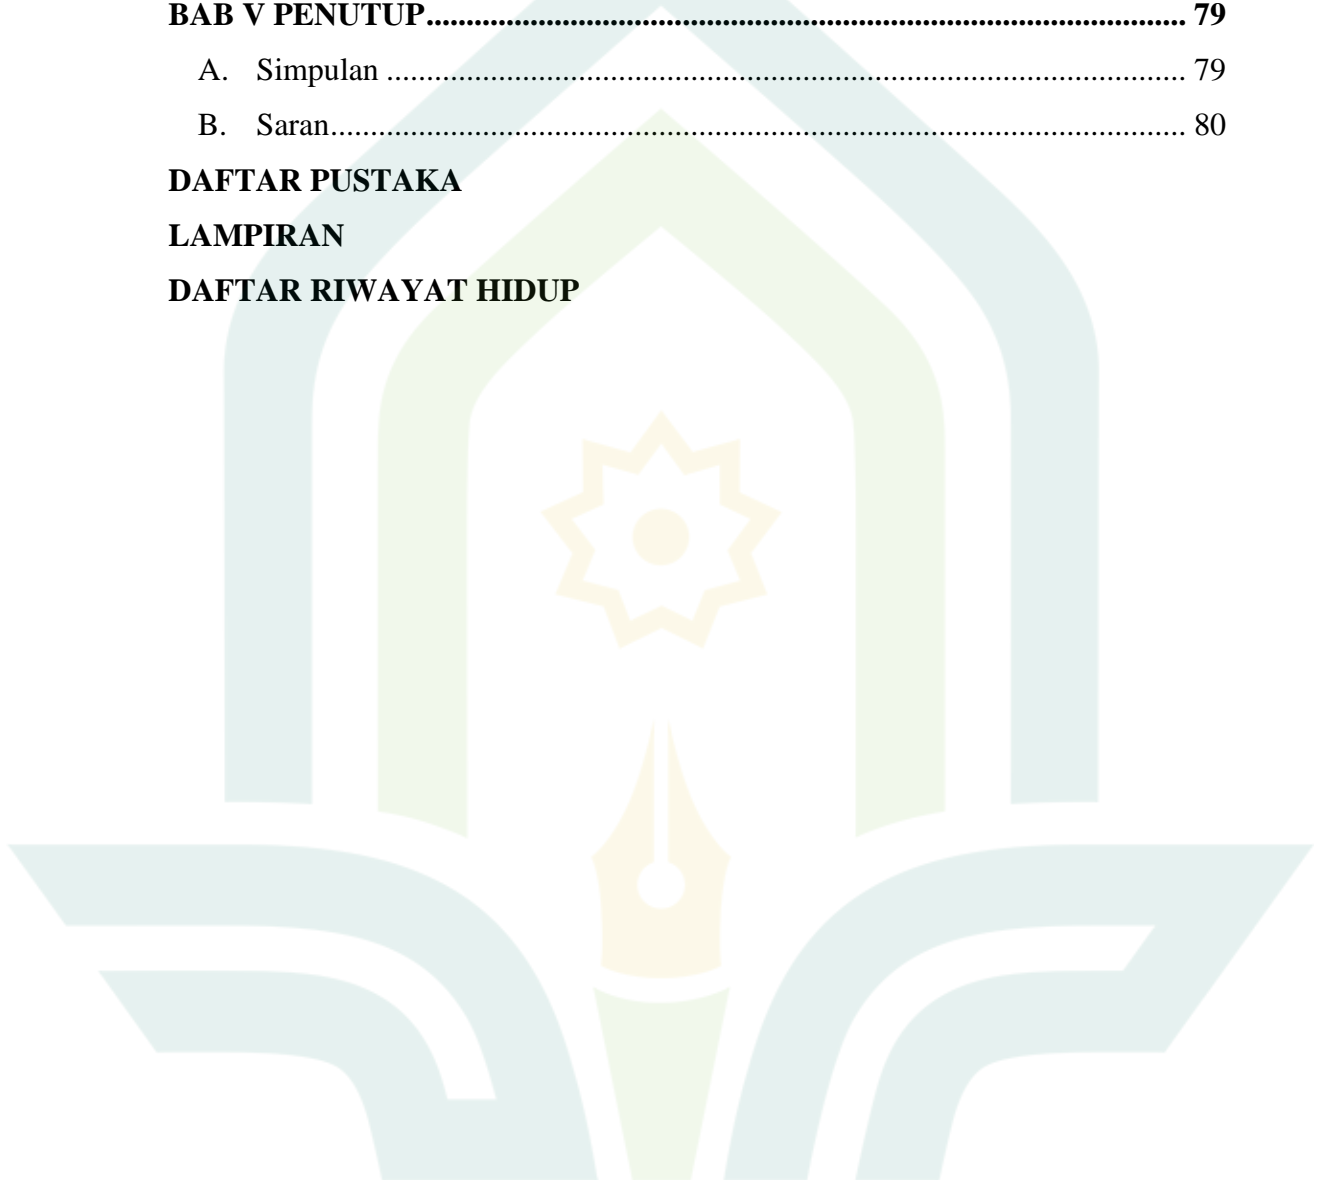 BAB V PENUTUP................................................................................................ 79
A. Simpulan ..................................................................................................... 79
B. Saran............................................................................................................ 80
DAFTAR PUSTAKA
LAMPIRAN
DAFTAR RIWAYAT HIDUP